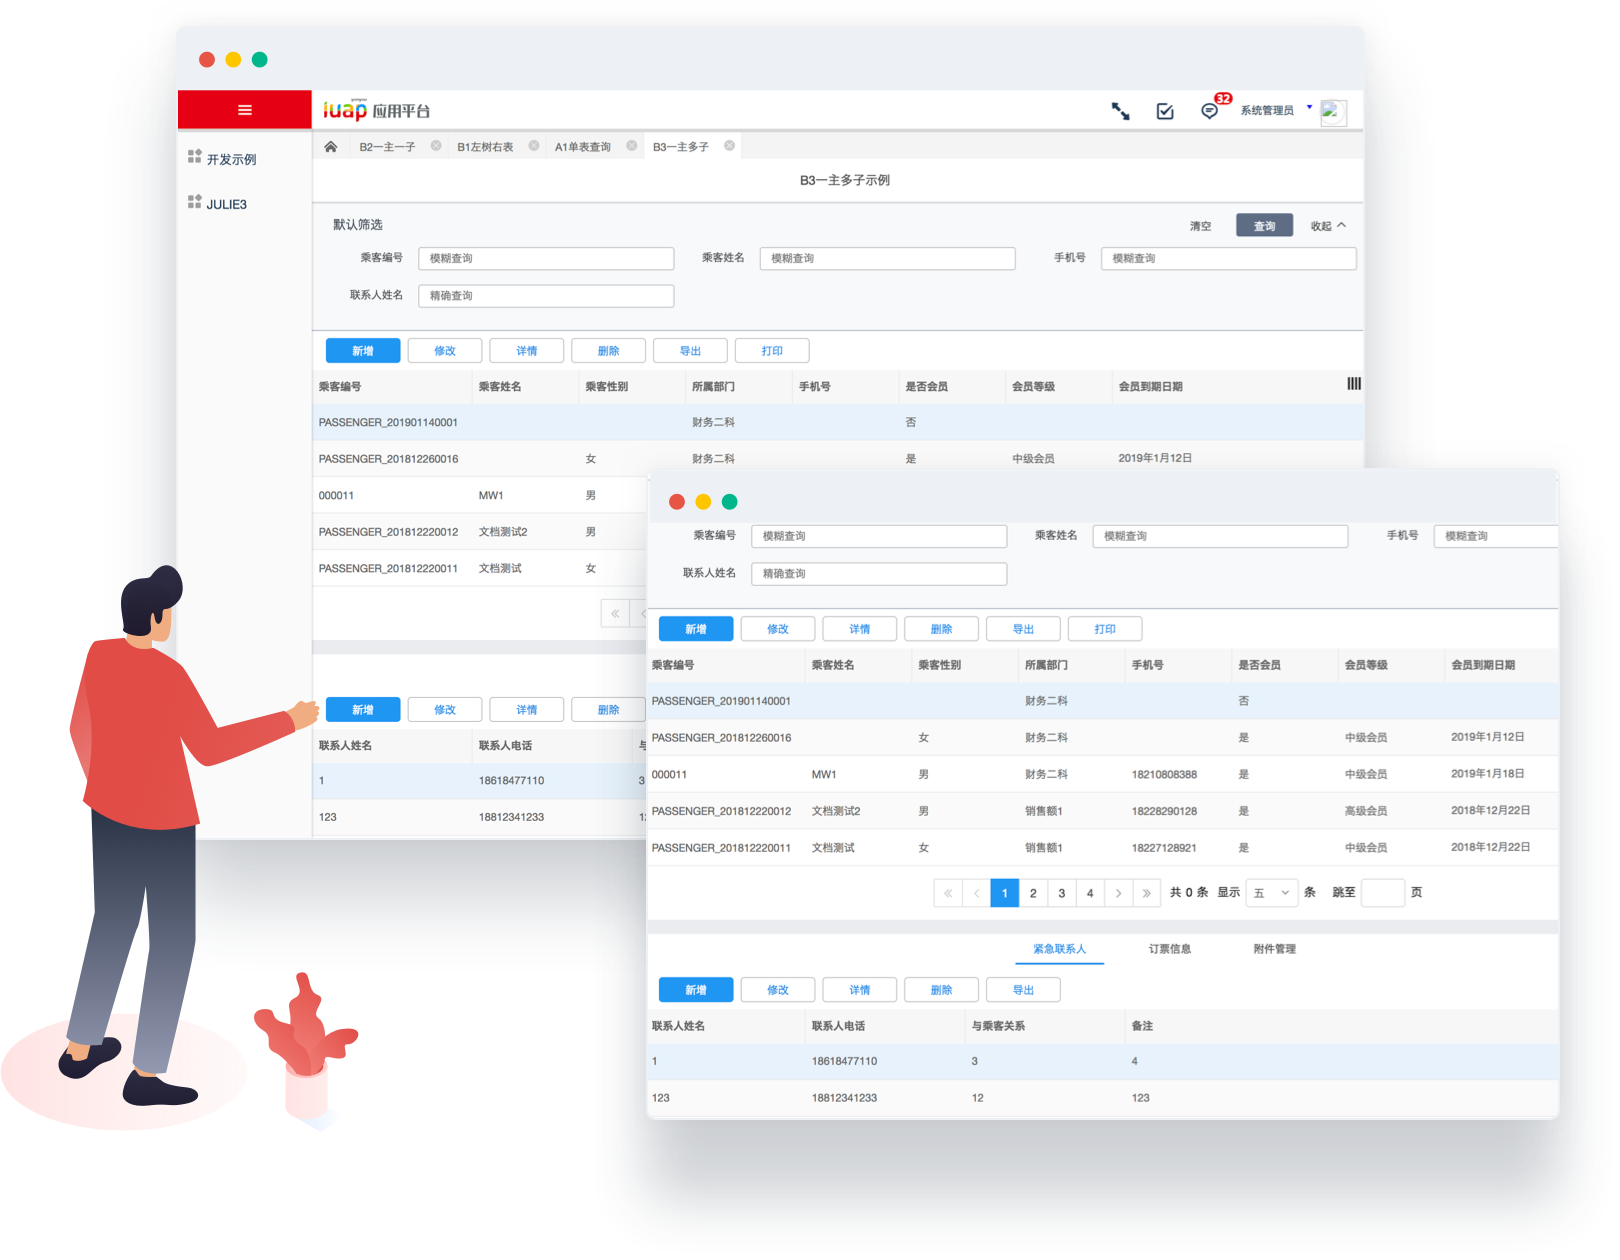 iuap 应用平台
32
系统管理员
开发示例
JULIE3
B2一主一子 B1左树右表 A1单表查询 B3一主多子
B3一主多子示例
默认筛选 清空 查询 收起
乘客编号 模糊查询 乘客姓名 模糊查询 手机号 模糊查询
联系人姓名 精确查询
新增 修改 详情 删除 导出 打印
乘客编号 乘客姓名 乘客性别 所属部门 手机号 是否会员 会员等级 会员到期日期
PASSENGER_201901140001 财务二科 否
PASSENGER_201812260016 女 财务二科 是 中级会员 2019年1月12日
000011 MW1 男
PASSENGER_201812220012 文档测试2 男
PASSENGER_201812220011 文档测试 女
« <
新增 修改 详情 删除
联系人姓名 联系人电话 与
1 18618477110 3
123 18812341233 1
乘客编号 模糊查询 乘客姓名 模糊查询 手机号 模糊查询
联系人姓名 精确查询
新增 修改 详情 删除 导出 打印
乘客编号 乘客姓名 乘客性别 所属部门 手机号 是否会员 会员等级 会员到期日期
PASSENGER_201901140001 财务二科 否
PASSENGER_201812260016 女 财务二科 是 中级会员 2019年1月12日
000011 MW1 男 财务二科 18210808388 是 中级会员 2019年1月18日
PASSENGER_201812220012 文档测试2 男 销售额1 18228290128 是 高级会员 2018年12月22日
PASSENGER_201812220011 文档测试 女 销售额1 18227128921 是 中级会员 2018年12月22日
« < 1 2 3 4 > » 共 0 条 显示 五 条 跳至 页
紧急联系人 订票信息 附件管理
新增 修改 详情 删除 导出
联系人姓名 联系人电话 与乘客关系 备注
1 18618477110 3 4
123 18812341233 12 123